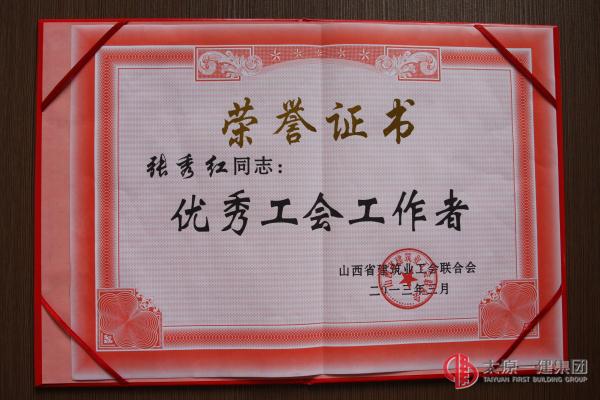 荣誉证书
张秀红同志：
优秀工会工作者
山西省建筑业工会联合会
二〇一二年三月
太原一建集团
TAIYUAN FIRST BUILDING GROUP